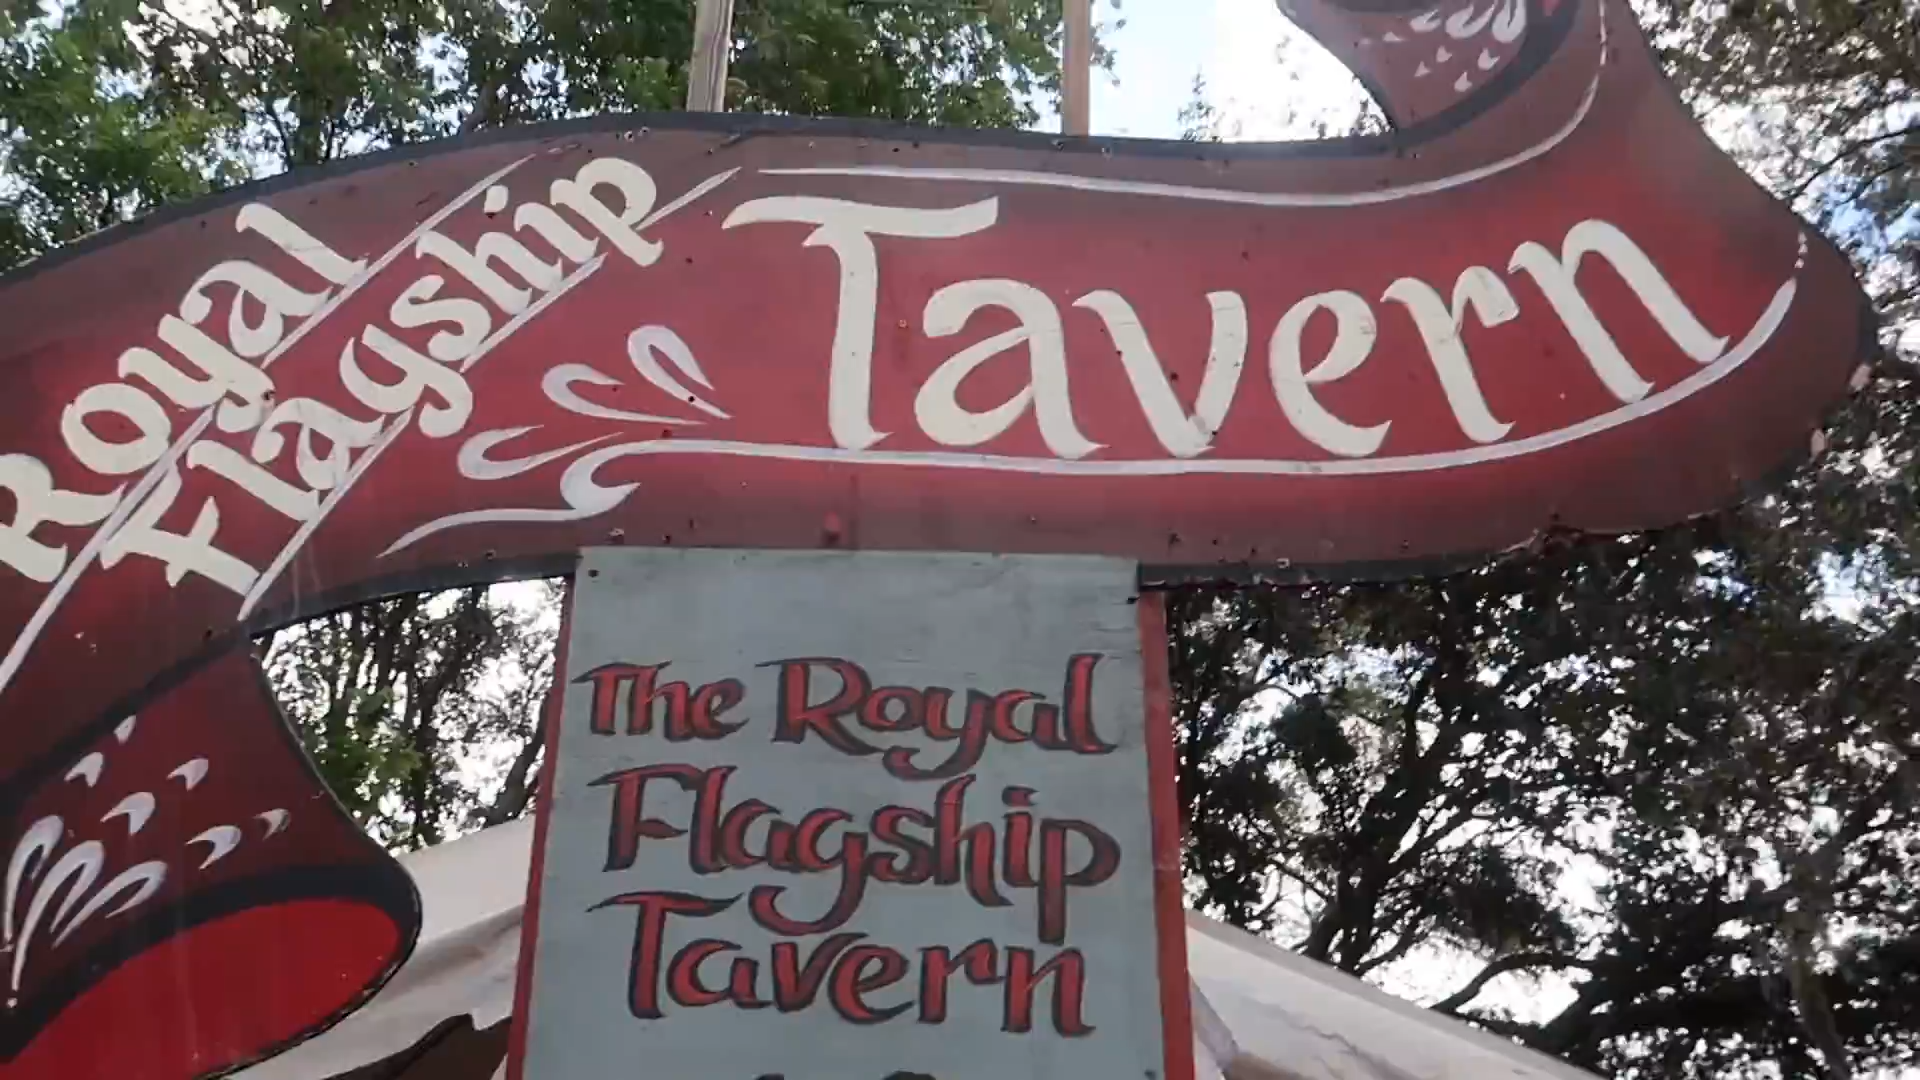 Royal
Flagship
Tavern
The Royal
Flagship
Tavern